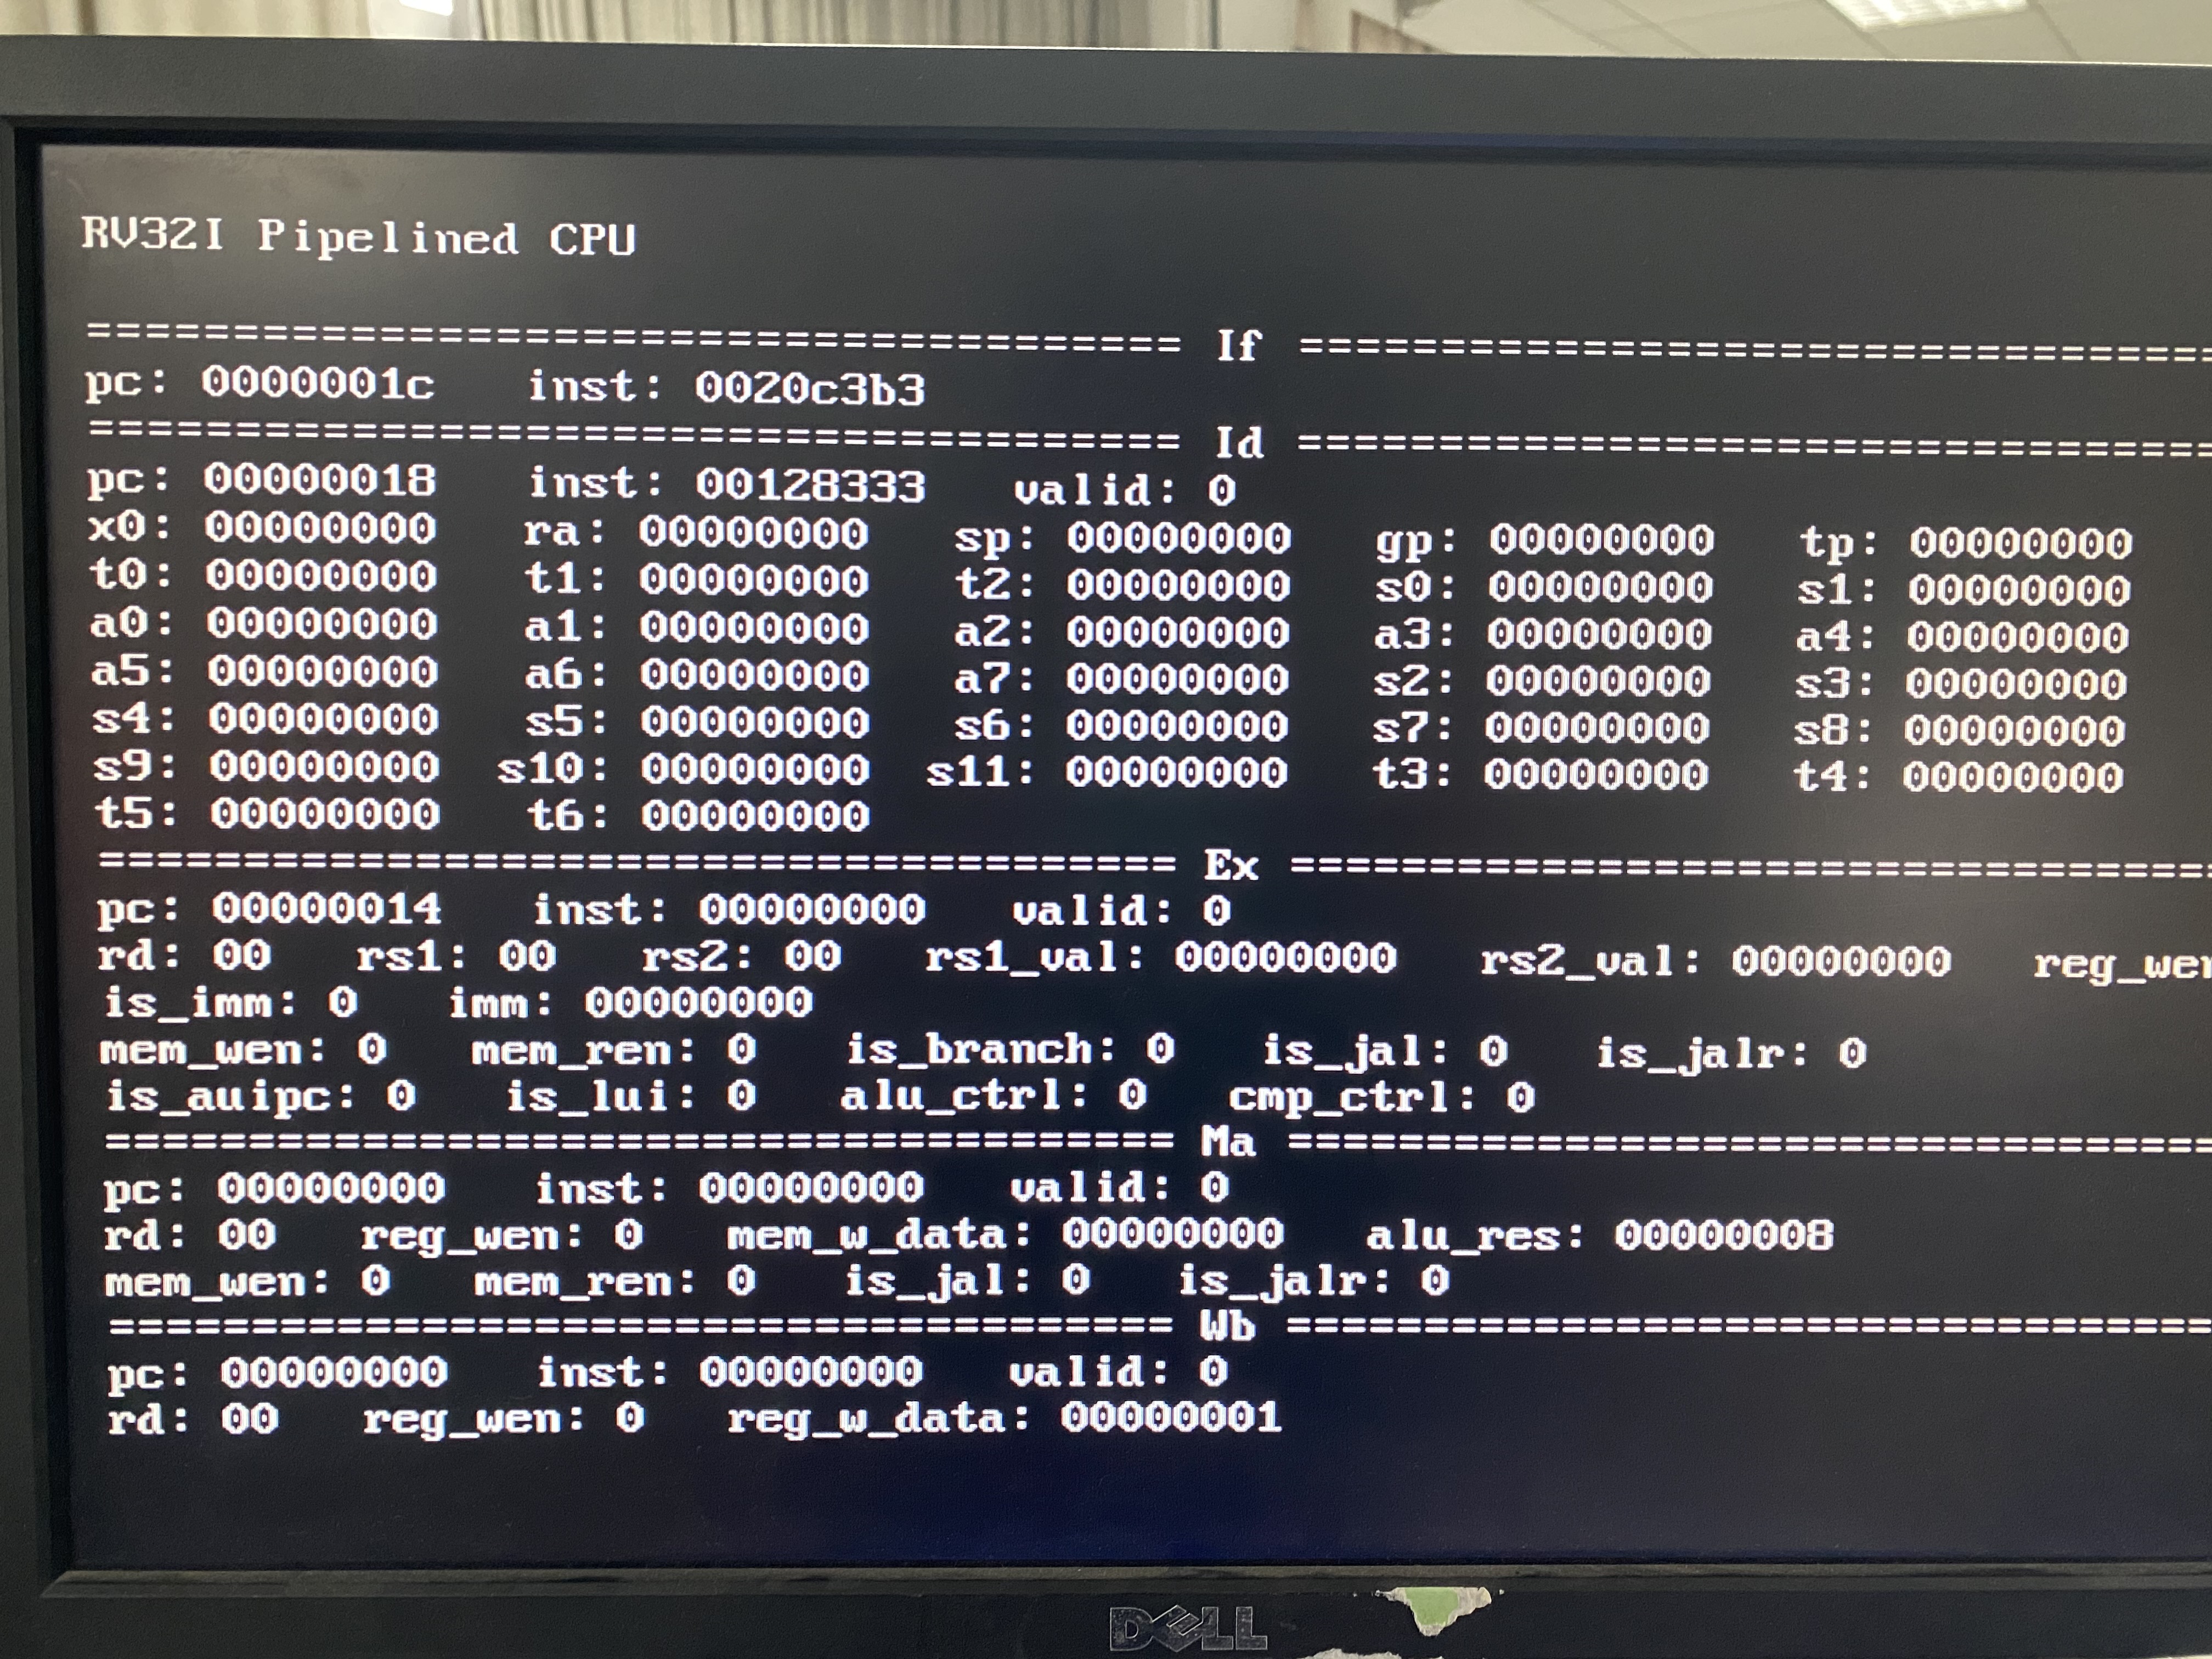 RV32I Pipelined CPU
===================================== If ================================
pc: 0000001c inst: 0020c3b3
===================================== Id ================================
pc: 00000018 inst: 00128333 valid: 0
x0: 00000000 ra: 00000000 sp: 00000000 gp: 00000000 tp: 00000000
t0: 00000000 t1: 00000000 t2: 00000000 s0: 00000000 s1: 00000000
a0: 00000000 a1: 00000000 a2: 00000000 a3: 00000000 a4: 00000000
a5: 00000000 a6: 00000000 a7: 00000000 s2: 00000000 s3: 00000000
s4: 00000000 s5: 00000000 s6: 00000000 s7: 00000000 s8: 00000000
s9: 00000000 s10: 00000000 s11: 00000000 t3: 00000000 t4: 00000000
t5: 00000000 t6: 00000000
===================================== Ex ================================
pc: 00000014 inst: 00000000 valid: 0
rd: 00 rs1: 00 rs2: 00 rs1_val: 00000000 rs2_val: 00000000
is_imm: 0 imm: 00000000
mem_wen: 0 mem_ren: 0 is_branch: 0 is_jal: 0 is_jalr: 0
is_auipc: 0 is_lui: 0 alu_ctrl: 0 cmp_ctrl: 0
===================================== Ma ================================
pc: 00000000 inst: 00000000 valid: 0
rd: 00 reg_wen: 0 mem_w_data: 00000000 alu_res: 00000008
mem_wen: 0 mem_ren: 0 is_jal: 0 is_jalr: 0
===================================== Wb ================================
pc: 00000000 inst: 00000000 valid: 0
rd: 00 reg_wen: 0 reg_w_data: 00000001
DELL